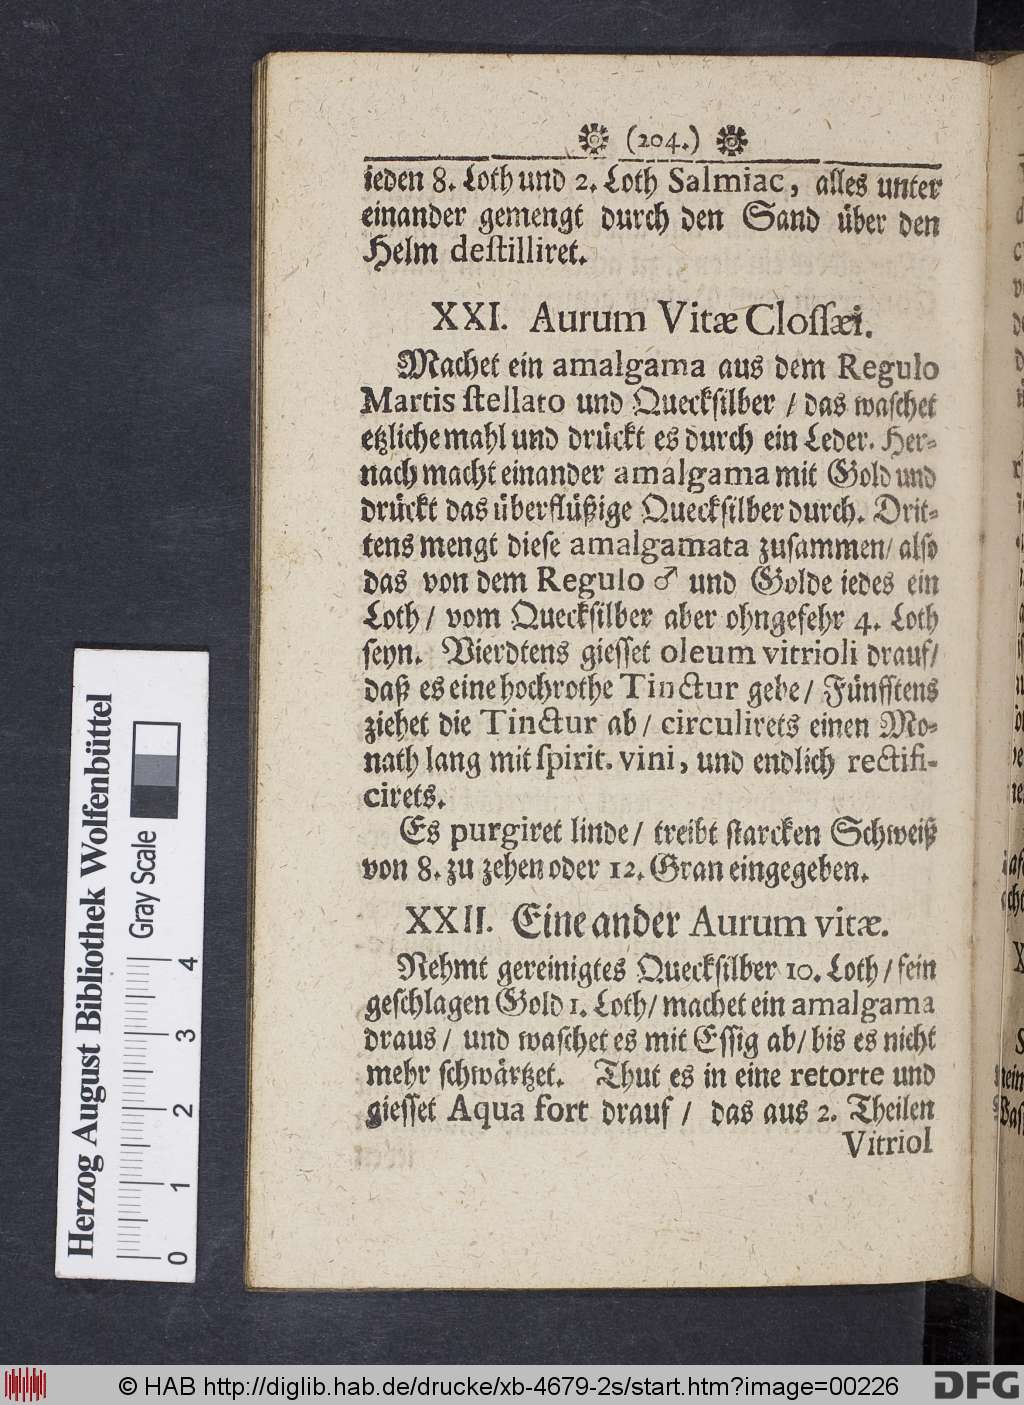 (204.)
ieden 8. Loth und 2. Loth Salmiac, alles unter
einander gemengt durch den Sand über den
Helm deſtilliret.
XXI. Aurum Vitæ Cloſſæi.
Machet ein amalgama aus dem Regulo
Martis ſtellato und Queckſilber / das waſchet
etzliche mahl und drückt es durch ein Leder. Her-
nach macht einander amalgama mit Gold und
drückt das überflüßige Queckſilber durch. Drit-
tens mengt dieſe amalgamata zuſammen/ alſo
das von dem Regulo ♂ und Golde iedes ein
Loth / vom Queckſilber aber ohngefehr 4. Loth
ſeyn. Vierdtens gieſſet oleum vitrioli drauf/
daß es eine hochrothe Tinctur gebe / Fünfftens
ziehet die Tinctur ab / circulirets einen Mo-
nath lang mit ſpirit. vini, und endlich rectifi-
cirets.
Es purgiret linde / treibt ſtarcken Schweiß
von 8. zu zehen oder 12. Gran eingegeben.
XXII. Eine ander Aurum vitæ.
Nehmt gereinigtes Queckſilber 10. Loth / fein
geſchlagen Gold 1. Loth/ machet ein amalgama
draus / und waſchet es mit Eſſig ab/ bis es nicht
mehr ſchwärtzet. Thut es in eine retorte und
gieſſet Aqua fort drauf / das aus 2. Theilen
Vitriol
Herzog August Bibliothek Wolfenbüttel
Gray Scale
0 1 2 3 4
© HAB http://diglib.hab.de/drucke/xb-4679-2s/start.htm?image=00226
DFG